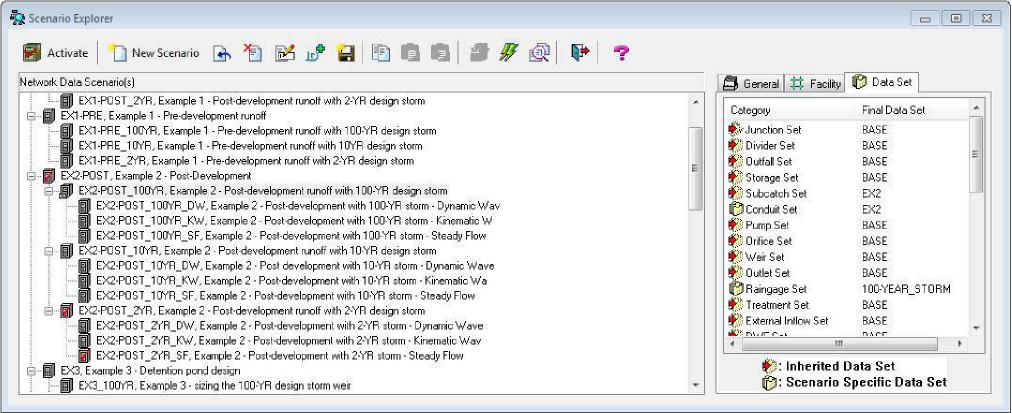 Scenario Explorer
Activate New Scenario
Network Data Scenario(s)
EX1-POST_2YR, Example 1 - Post-development runoff with 2-YR design storm
EX1-PRE, Example 1 - Pre-development runoff
EX1-PRE_100YR, Example 1 - Pre-development runoff with 100-YR design storm
EX1-PRE_10YR, Example 1 - Pre-development runoff with 10YR design storm
EX1-PRE_2YR, Example 1 - Pre-development runoff with 2-YR design storm
EX2-POST, Example 2 - Post-Development
EX2-POST_100YR, Example 2 - Post-development runoff with 100-YR design storm
EX2-POST_100YR_DW, Example 2 - Post-development with 100-YR storm - Dynamic Wav
EX2-POST_100YR_KW, Example 2 - Post-development with 100-YR storm - Kinematic W
EX2-POST_100YR_SF, Example 2 - Post-development with 100-YR storm - Steady Flow
EX2-POST_10YR, Example 2 - Post-development runoff with 10-YR design storm
EX2-POST_10YR_DW, Example 2 - Post development with 10-YR storm - Dynamic Wave
EX2-POST_10YR_KW, Example 2 - Post development with 10-YR storm - Kinematic Wa
EX2-POST_10YR_SF, Example 2 - Post-development with 10-YR storm - Steady Flow
EX2-POST_2YR, Example 2 - Post-development runoff with 2-YR design storm
EX2-POST_2YR_DW, Example 2 - Post-development with 2-YR storm - Dynamic Wave
EX2-POST_2YR_KW, Example 2 - Post-development with 2-YR storm - Kinematic Wav
EX2-POST_2YR_SF, Example 2 - Post-development with 2-YR storm - Steady Flow
EX3, Example 3 - Detention pond design
EX3_100YR, Example 3 - sizing the 100-YR design storm weir
General Facility Data Set
Category Final Data Set
Junction Set BASE
Divider Set BASE
Outfall Set BASE
Storage Set BASE
Subcatch Set EX2
Conduit Set EX2
Pump Set BASE
Orifice Set BASE
Weir Set BASE
Outlet Set BASE
Raingage Set 100-YEAR_STORM
Treatment Set BASE
External Inflow Set BASE
: Inherited Data Set
: Scenario Specific Data Set